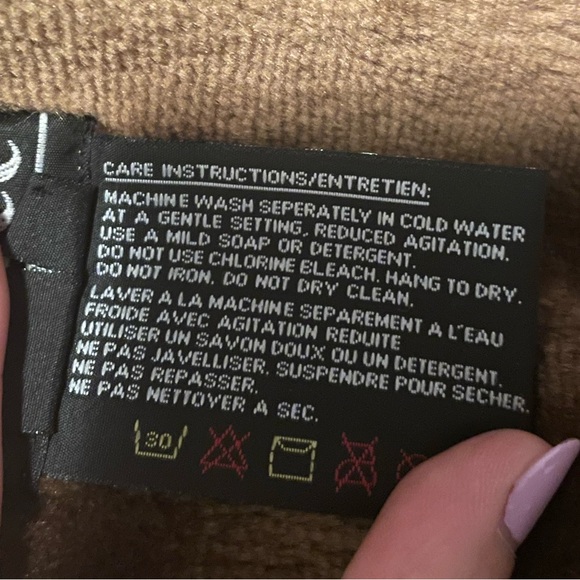 CARE INSTRUCTIONS/ENTRETIEN:
MACHINE WASH SEPERATELY IN COLD WATER
AT A GENTLE SETTING, REDUCED AGITATION.
USE A MILD SOAP OR DETERGENT.
DO NOT USE CHLORINE BLEACH, HANG TO DRY.
DO NOT IRON, DO NOT DRY CLEAN.
LAVER A LA MACHINE SEPAREMENT A L'EAU
FROIDE AVEC AGITATION REDUITE
UTILISER UN SAVON DOUX OU UN DETERGENT.
NE PAS JAVELLISER, SUSPENDRE POUR SECHER.
NE PAS REPASSER.
NE PAS NETTOYER A SEC.
30